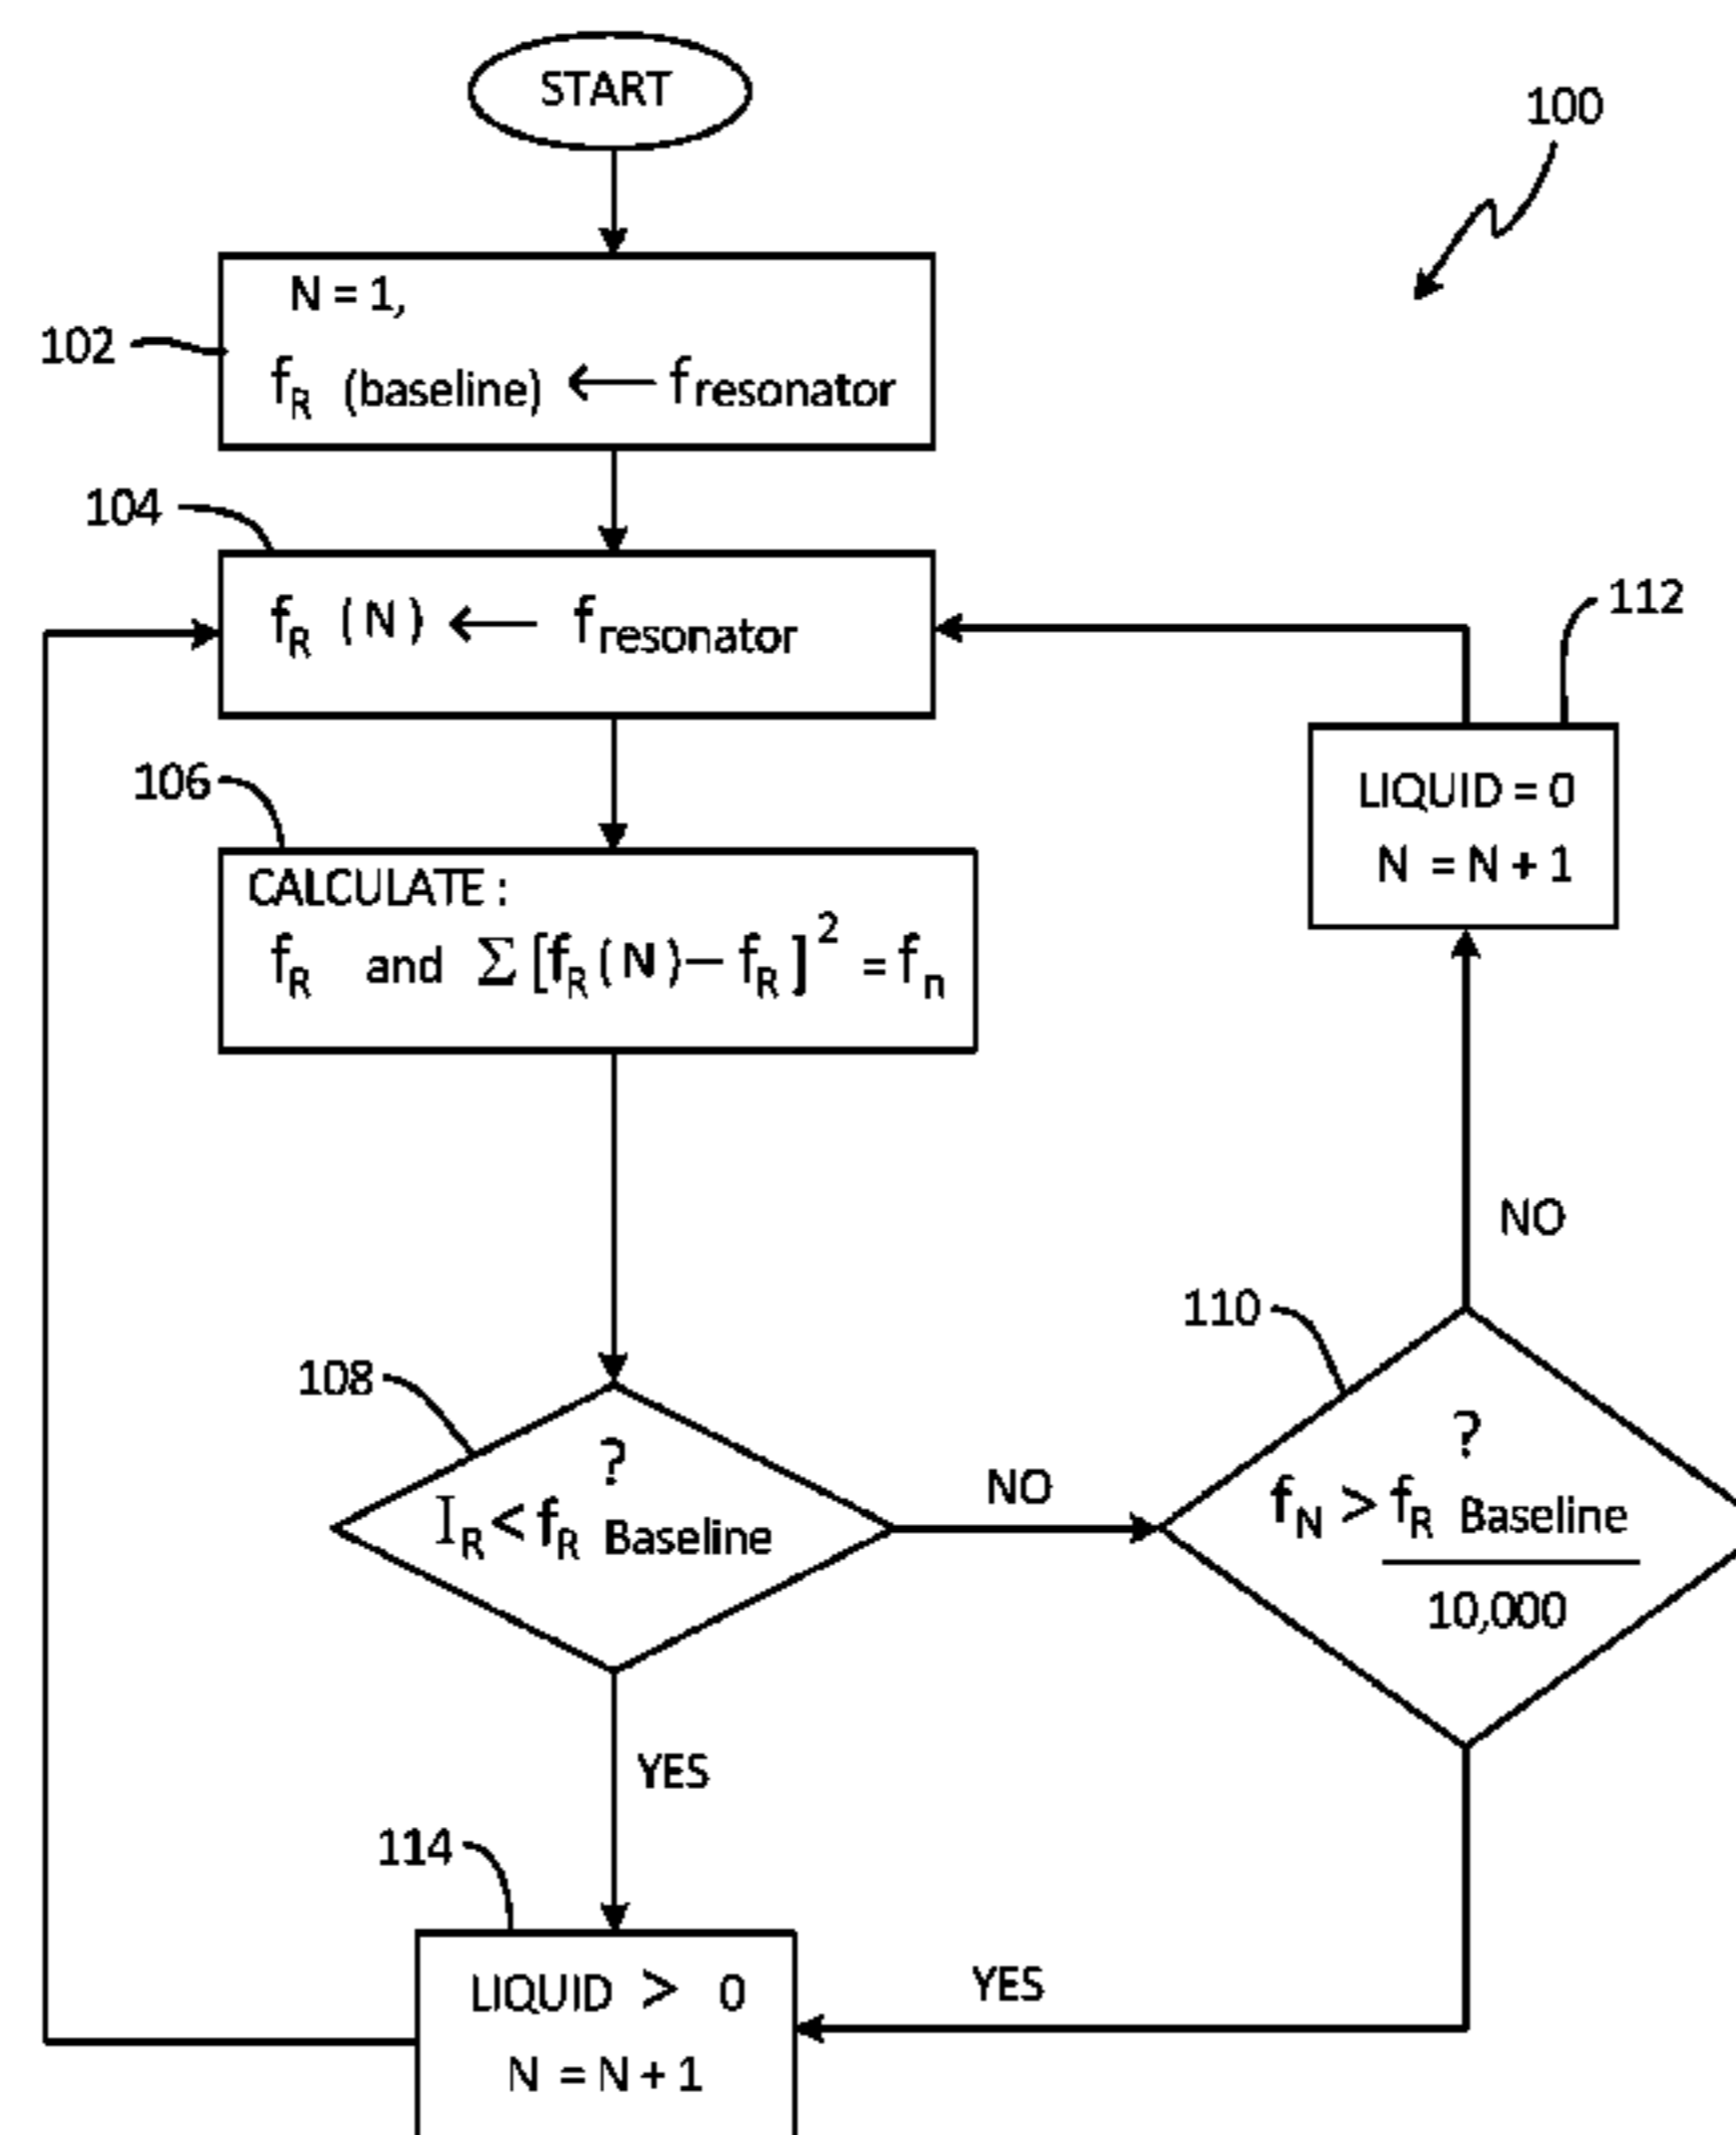 START
100
N = 1,
102
f_R (baseline) ← f_resonator
104
f_R (N) ← f_resonator
112
106
LIQUID = 0
N = N + 1
CALCULATE :
f_R and Σ [f_R(N) – f_R]² = f_n
NO
110
108
?
I_R < f_R Baseline
NO
?
f_N > f_R Baseline
10,000
YES
114
LIQUID > 0
YES
N = N + 1